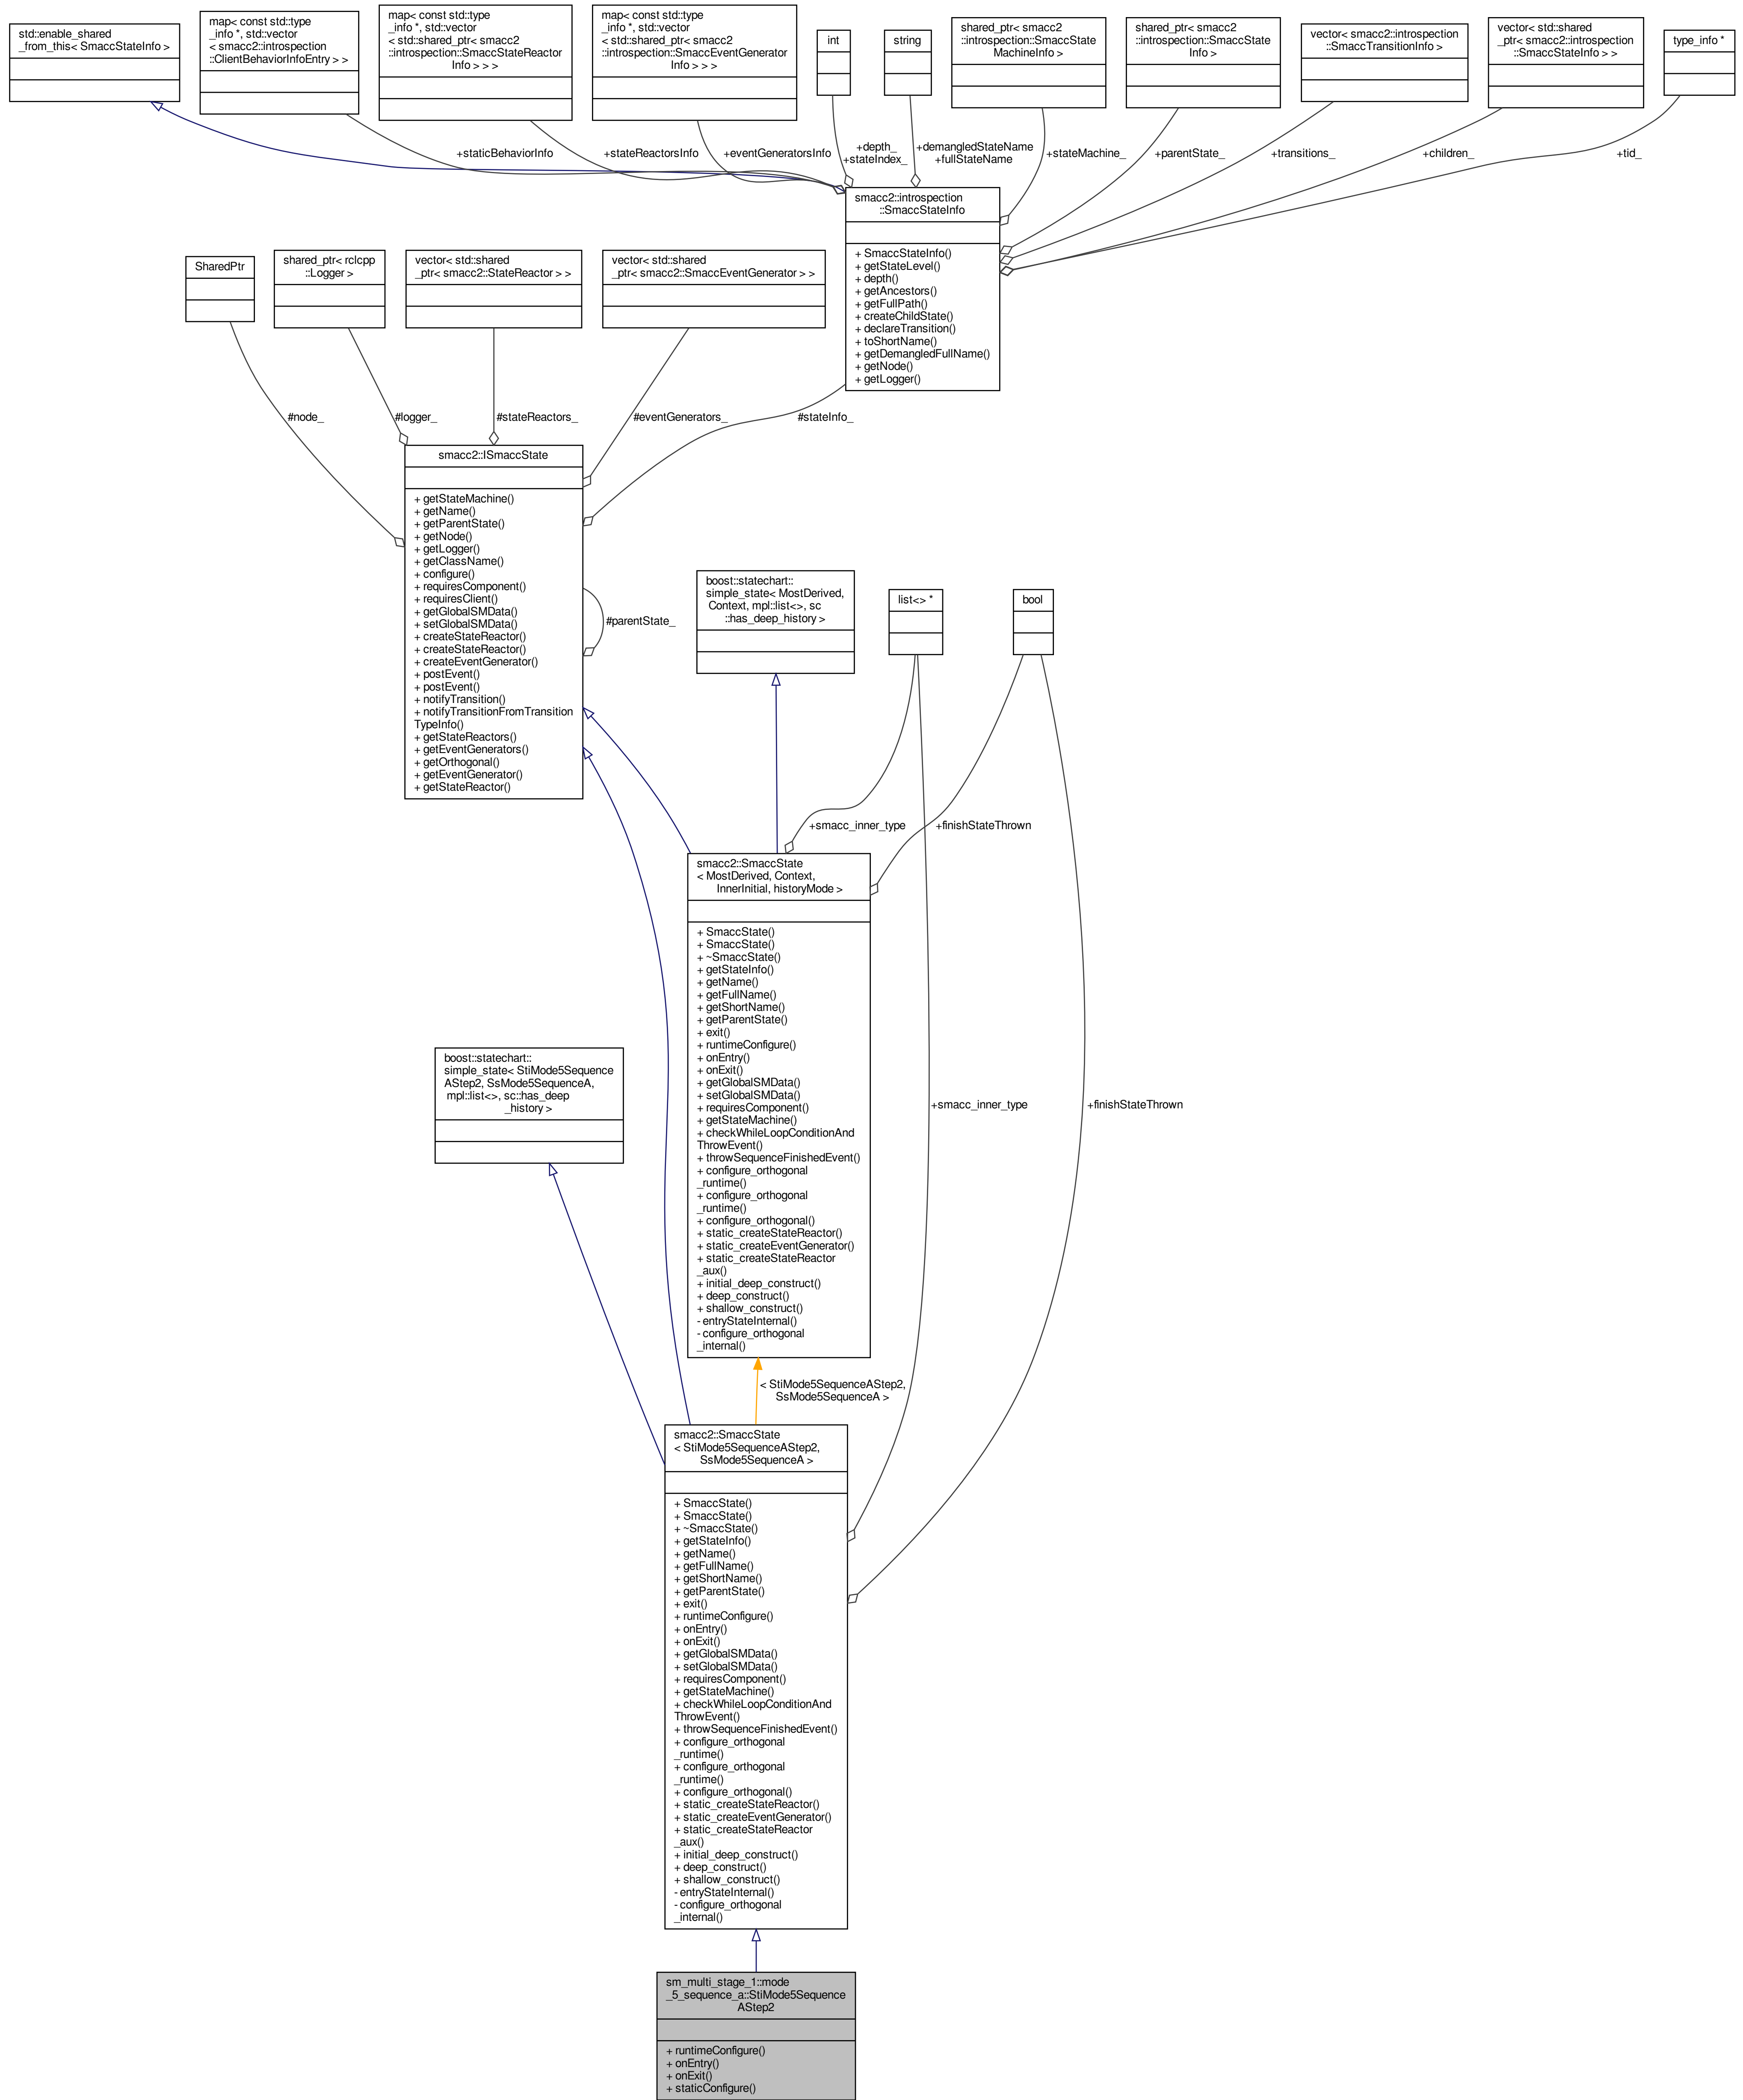 std::enable_shared
_from_this< SmaccStateInfo >
map< const std::type
_info *, std::vector
< smacc2::introspection
::ClientBehaviorInfoEntry > >
map< const std::type
_info *, std::vector
< std::shared_ptr< smacc2
::introspection::SmaccStateReactor
Info > > >
map< const std::type
_info *, std::vector
< std::shared_ptr< smacc2
::introspection::SmaccEventGenerator
Info > > >
int
string
shared_ptr< smacc2
::introspection::SmaccState
MachineInfo >
shared_ptr< smacc2
::introspection::SmaccState
Info >
vector< smacc2::introspection
::SmaccTransitionInfo >
vector< std::shared
_ptr< smacc2::introspection
::SmaccStateInfo > >
type_info *
+staticBehaviorInfo
+stateReactorsInfo
+eventGeneratorsInfo
+depth_
+stateIndex_
+demangledStateName
+fullStateName
+stateMachine_
+parentState_
+transitions_
+children_
+tid_
smacc2::introspection
::SmaccStateInfo
+ SmaccStateInfo()
+ getStateLevel()
+ depth()
+ getAncestors()
+ getFullPath()
+ createChildState()
+ declareTransition()
+ toShortName()
+ getDemangledFullName()
+ getNode()
+ getLogger()
SharedPtr
shared_ptr< rclcpp
::Logger >
vector< std::shared
_ptr< smacc2::StateReactor > >
vector< std::shared
_ptr< smacc2::SmaccEventGenerator > >
#node_
#logger_
#stateReactors_
#eventGenerators_
#stateInfo_
smacc2::ISmaccState
+ getStateMachine()
+ getName()
+ getParentState()
+ getNode()
+ getLogger()
+ getClassName()
+ configure()
+ requiresComponent()
+ requiresClient()
+ getGlobalSMData()
+ setGlobalSMData()
+ createStateReactor()
+ createStateReactor()
+ createEventGenerator()
+ postEvent()
+ postEvent()
+ notifyTransition()
+ notifyTransitionFromTransition
TypeInfo()
+ getStateReactors()
+ getEventGenerators()
+ getOrthogonal()
+ getEventGenerator()
+ getStateReactor()
#parentState_
boost::statechart::
simple_state< MostDerived,
Context, mpl::list<>, sc
::has_deep_history >
list<> *
bool
+smacc_inner_type
+finishStateThrown
smacc2::SmaccState
< MostDerived, Context,
InnerInitial, historyMode >
+ SmaccState()
+ SmaccState()
+ ~SmaccState()
+ getStateInfo()
+ getName()
+ getFullName()
+ getShortName()
+ getParentState()
+ exit()
+ runtimeConfigure()
+ onEntry()
+ onExit()
+ getGlobalSMData()
+ setGlobalSMData()
+ requiresComponent()
+ getStateMachine()
+ checkWhileLoopConditionAnd
ThrowEvent()
+ throwSequenceFinishedEvent()
+ configure_orthogonal
_runtime()
+ configure_orthogonal
_runtime()
+ configure_orthogonal()
+ static_createStateReactor()
+ static_createEventGenerator()
+ static_createStateReactor
_aux()
+ initial_deep_construct()
+ deep_construct()
+ shallow_construct()
- entryStateInternal()
- configure_orthogonal
_internal()
boost::statechart::
simple_state< StiMode5Sequence
AStep2, SsMode5SequenceA,
mpl::list<>, sc::has_deep
_history >
+smacc_inner_type
+finishStateThrown
< StiMode5SequenceAStep2,
SsMode5SequenceA >
smacc2::SmaccState
< StiMode5SequenceAStep2,
SsMode5SequenceA >
+ SmaccState()
+ SmaccState()
+ ~SmaccState()
+ getStateInfo()
+ getName()
+ getFullName()
+ getShortName()
+ getParentState()
+ exit()
+ runtimeConfigure()
+ onEntry()
+ onExit()
+ getGlobalSMData()
+ setGlobalSMData()
+ requiresComponent()
+ getStateMachine()
+ checkWhileLoopConditionAnd
ThrowEvent()
+ throwSequenceFinishedEvent()
+ configure_orthogonal
_runtime()
+ configure_orthogonal
_runtime()
+ configure_orthogonal()
+ static_createStateReactor()
+ static_createEventGenerator()
+ static_createStateReactor
_aux()
+ initial_deep_construct()
+ deep_construct()
+ shallow_construct()
- entryStateInternal()
- configure_orthogonal
_internal()
sm_multi_stage_1::mode
_5_sequence_a::StiMode5Sequence
AStep2
+ runtimeConfigure()
+ onEntry()
+ onExit()
+ staticConfigure()